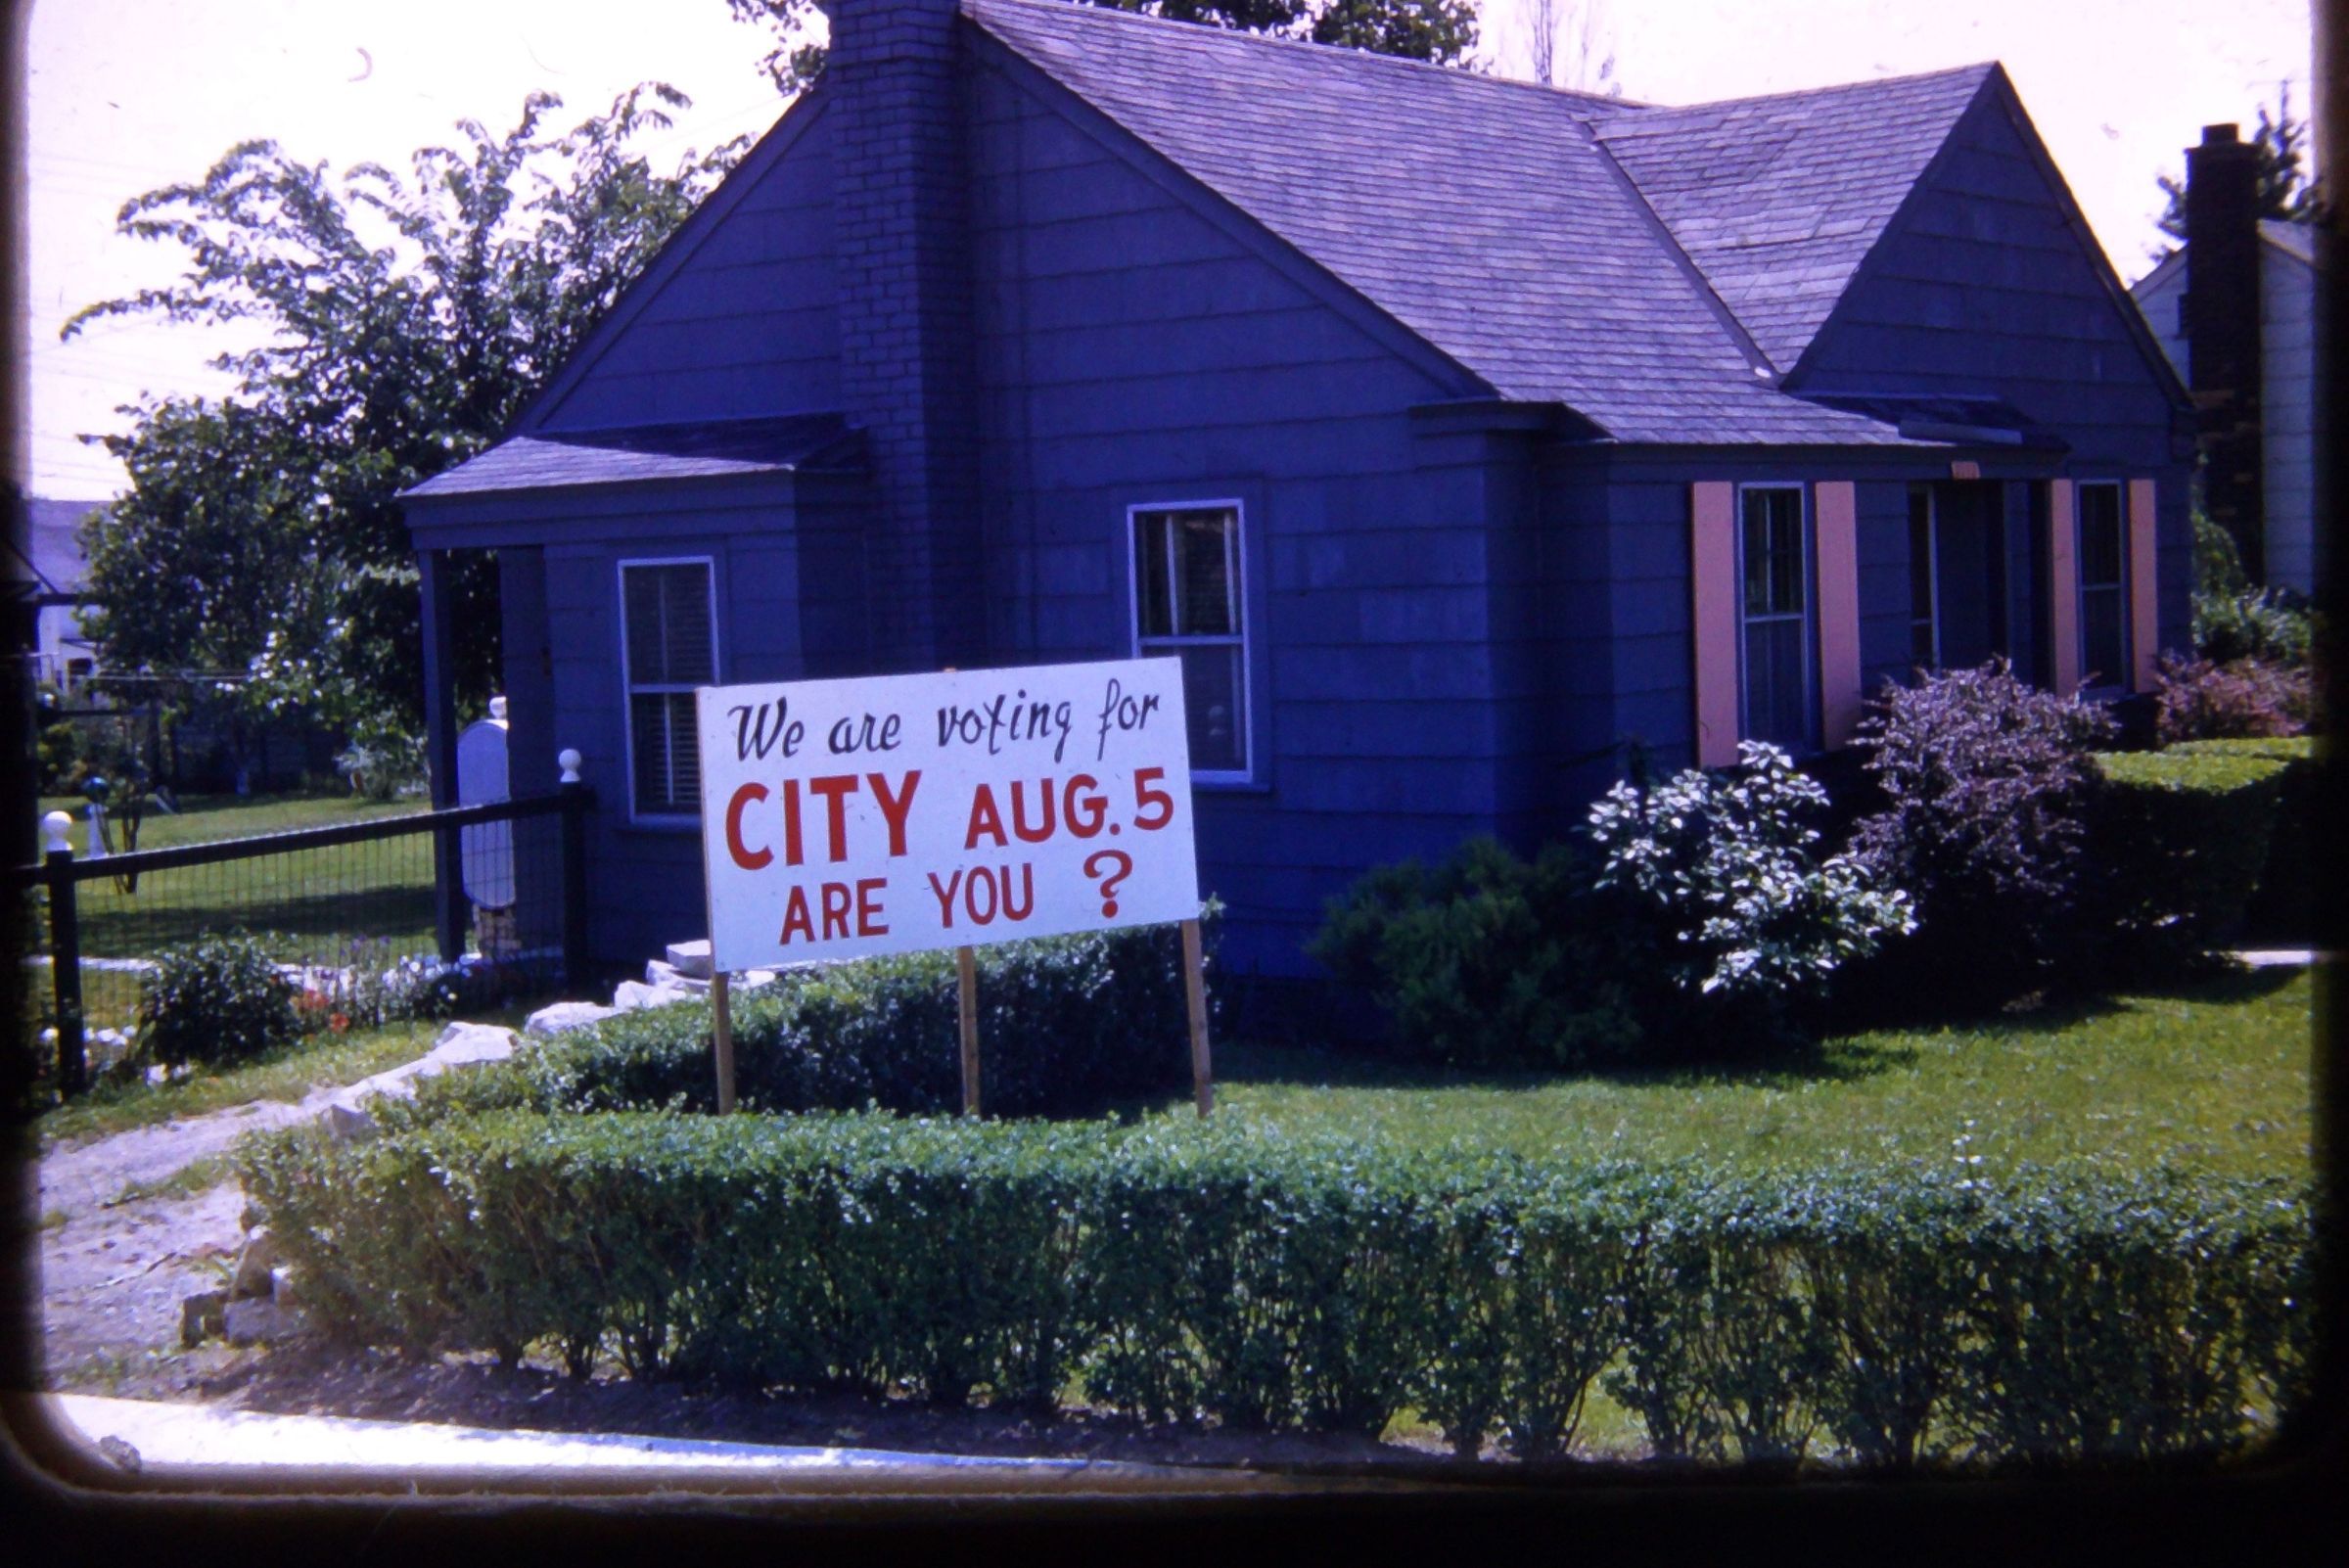 We are voting for
CITY AUG. 5
ARE YOU ?